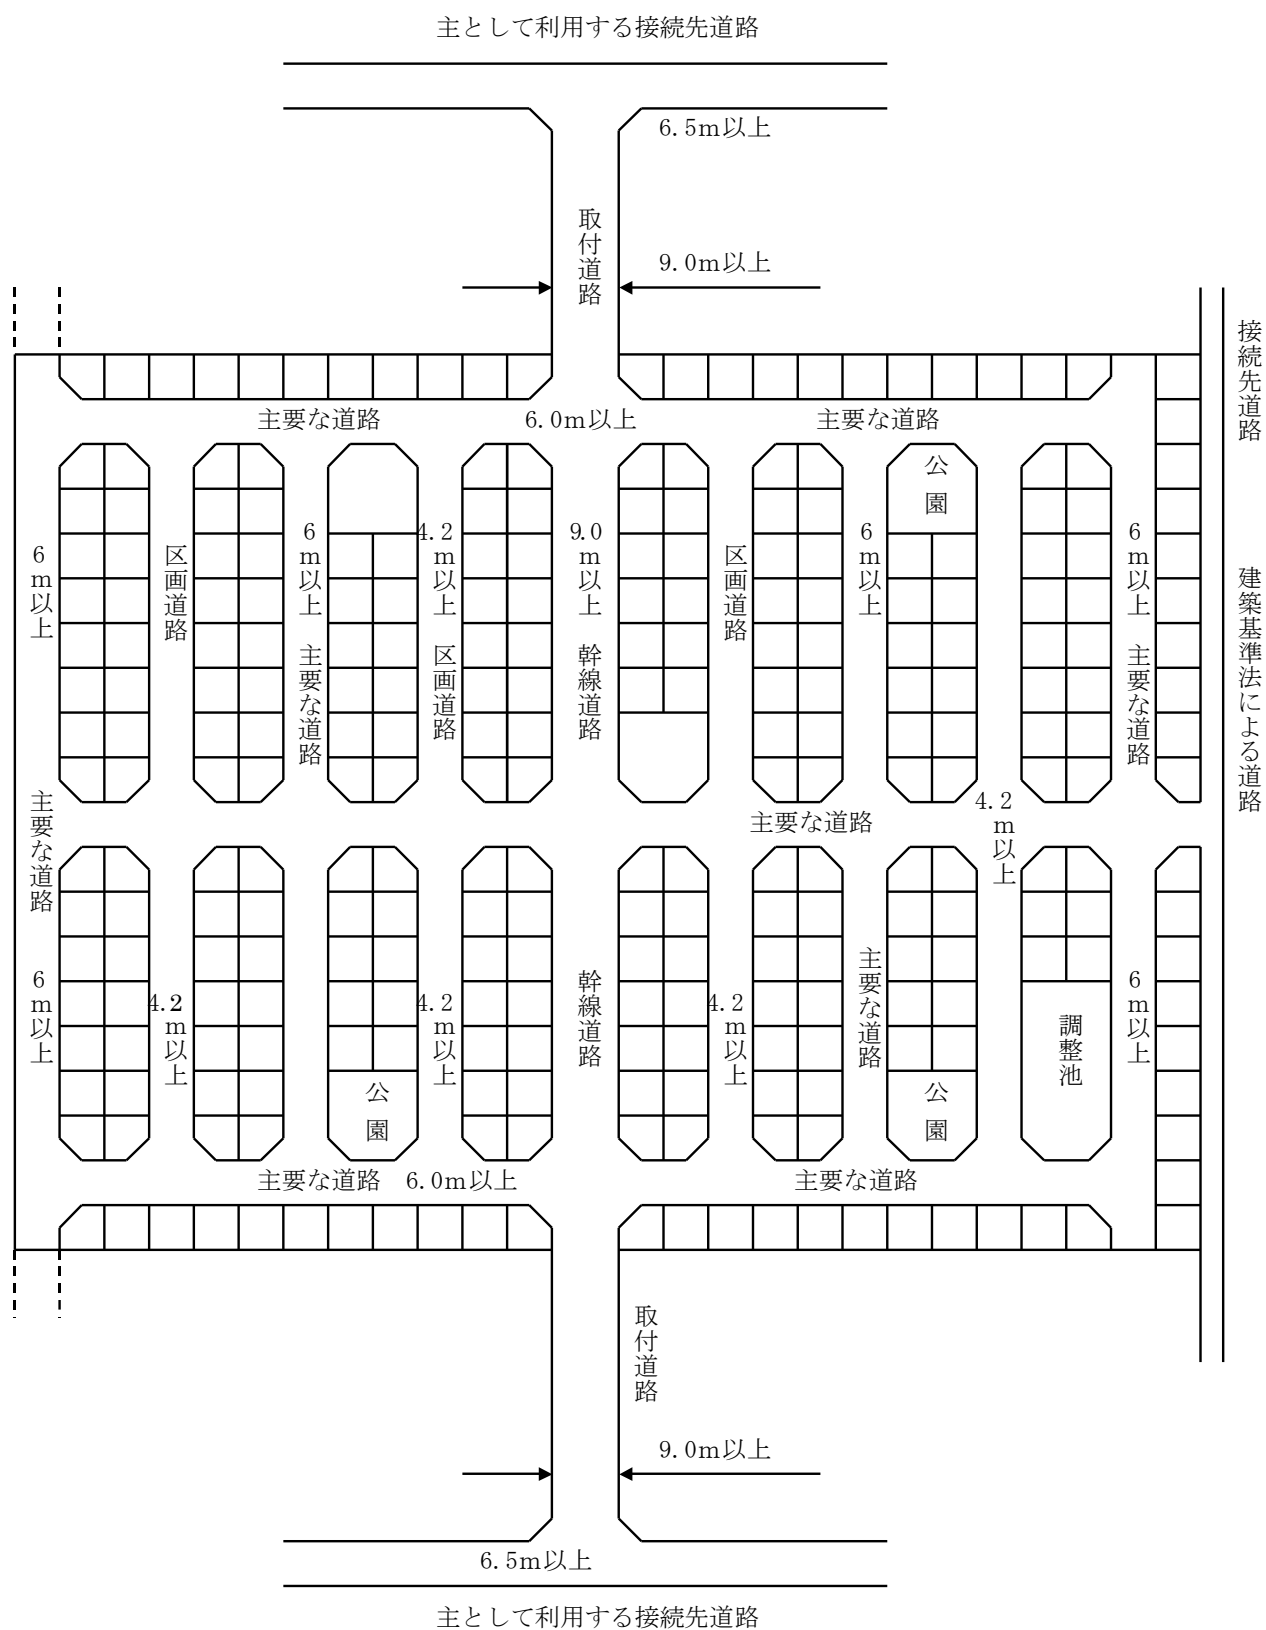 主として利用する接続先道路
6.5m以上
取付道路
9.0m以上
接続先道路
建築基準法による道路
主要な道路
6.0m以上
主要な道路
公園
6m以上
区画道路
6m以上
主要な道路
4.2m以上
区画道路
9.0m以上
幹線道路
区画道路
6m以上
6m以上
主要な道路
主要な道路
主要な道路
4.2m以上
6m以上
4.2m以上
4.2m以上
幹線道路
4.2m以上
主要な道路
6m以上
調整池
公園
公園
主要な道路
6.0m以上
主要な道路
取付道路
9.0m以上
6.5m以上
主として利用する接続先道路